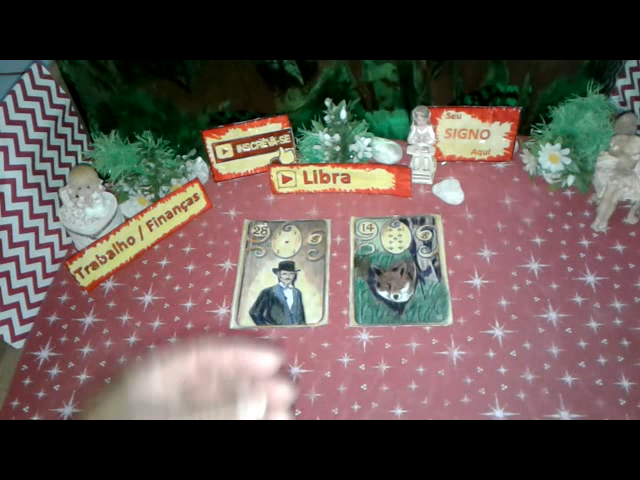 INSCREVA-SE
Seu
SIGNO
Aqui
Libra
Trabalho / Finanças
28
14